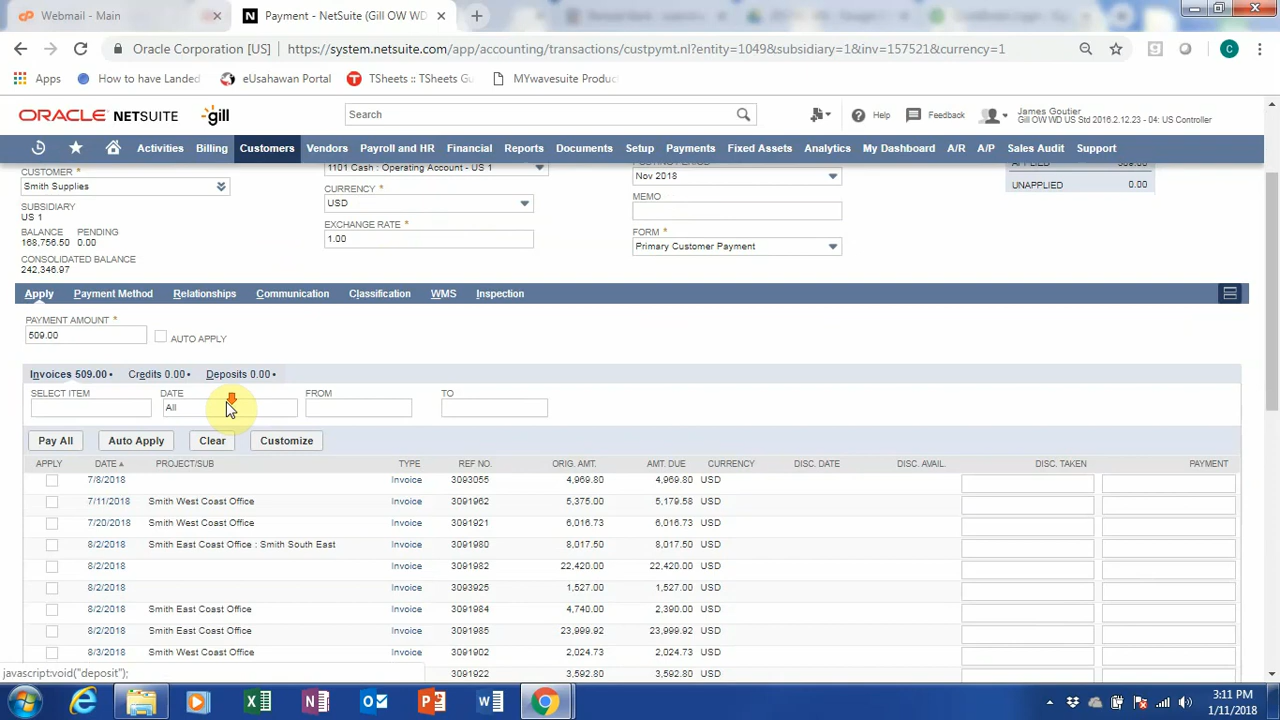 Webmail - Main
Payment - NetSuite (Gill OW WD
Oracle Corporation [US] https://system.netsuite.com/app/accounting/transactions/custpymt.nl?entity=1049&subsidiary=1&inv=157521&currency=1
C
Apps How to have Landed eUsahawan Portal TSheets :: TSheets Gu MYwavesuite Produc
ORACLE NETSUITE gill Search Help Feedback James Goutier
Gill OW WD US Std 2016.2.12.23 - 04: US Controller
Activities Billing Customers Vendors Payroll and HR Financial Reports Documents Setup Payments Fixed Assets Analytics My Dashboard A/R A/P Sales Audit Support
CUSTOMER *
Smith Supplies
SUBSIDIARY
US 1
BALANCE PENDING
168,756.50 0.00
CONSOLIDATED BALANCE
242,346.97
1101 Cash : Operating Account - US 1
CURRENCY *
USD
EXCHANGE RATE *
1.00
POSTING PERIOD *
Nov 2018
MEMO
FORM *
Primary Customer Payment
APPLIED 509.00
UNAPPLIED 0.00
Apply Payment Method Relationships Communication Classification WMS Inspection
PAYMENT AMOUNT *
509.00 AUTO APPLY
Invoices 509.00 • Credits 0.00 • Deposits 0.00 •
SELECT ITEM DATE FROM TO
All
Pay All Auto Apply Clear Customize
APPLY DATE ▲ PROJECT/SUB TYPE REF NO. ORIG. AMT. AMT. DUE CURRENCY DISC. DATE DISC. AVAIL. DISC. TAKEN PAYMENT
7/8/2018 Invoice 3093055 4,969.80 4,969.80 USD
7/11/2018 Smith West Coast Office Invoice 3091962 5,375.00 5,179.58 USD
7/20/2018 Smith West Coast Office Invoice 3091921 6,016.73 6,016.73 USD
8/2/2018 Smith East Coast Office : Smith South East Invoice 3091980 8,017.50 8,017.50 USD
8/2/2018 Invoice 3091982 22,420.00 22,420.00 USD
8/2/2018 Invoice 3093925 1,527.00 1,527.00 USD
8/2/2018 Smith East Coast Office Invoice 3091984 4,740.00 2,390.00 USD
8/2/2018 Smith East Coast Office Invoice 3091985 23,999.92 23,999.92 USD
8/3/2018 Smith West Coast Office Invoice 3091902 2,024.73 2,024.73 USD
3091922 3,592.80 3,592.80 USD
javascript:void("deposit");
3:11 PM
1/11/2018